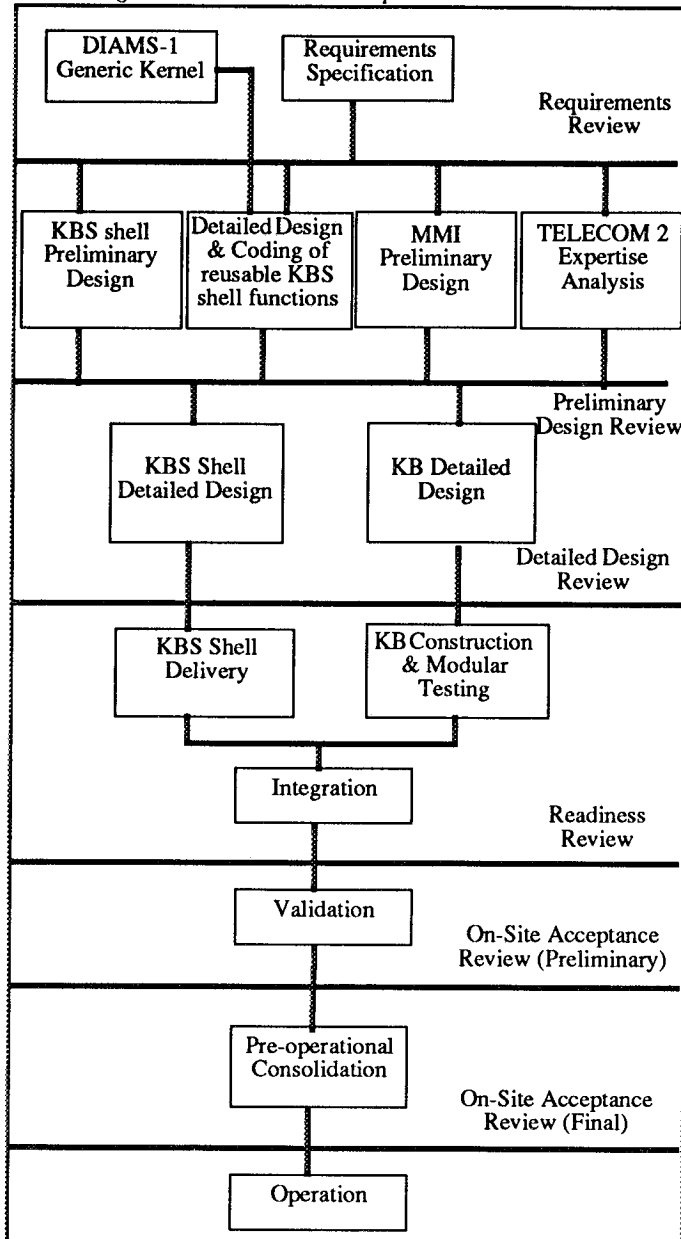 DIAMS-1
Generic Kernel
Requirements
Specification
Requirements
Review
KBS shell
Preliminary
Design
Detailed Design
& Coding of
reusable KBS
shell functions
MMI
Preliminary
Design
TELECOM 2
Expertise
Analysis
Preliminary
Design Review
KBS Shell
Detailed Design
KB Detailed
Design
Detailed Design
Review
KBS Shell
Delivery
KB Construction
& Modular
Testing
Integration
Readiness
Review
Validation
On-Site Acceptance
Review (Preliminary)
Pre-operational
Consolidation
On-Site Acceptance
Review (Final)
Operation